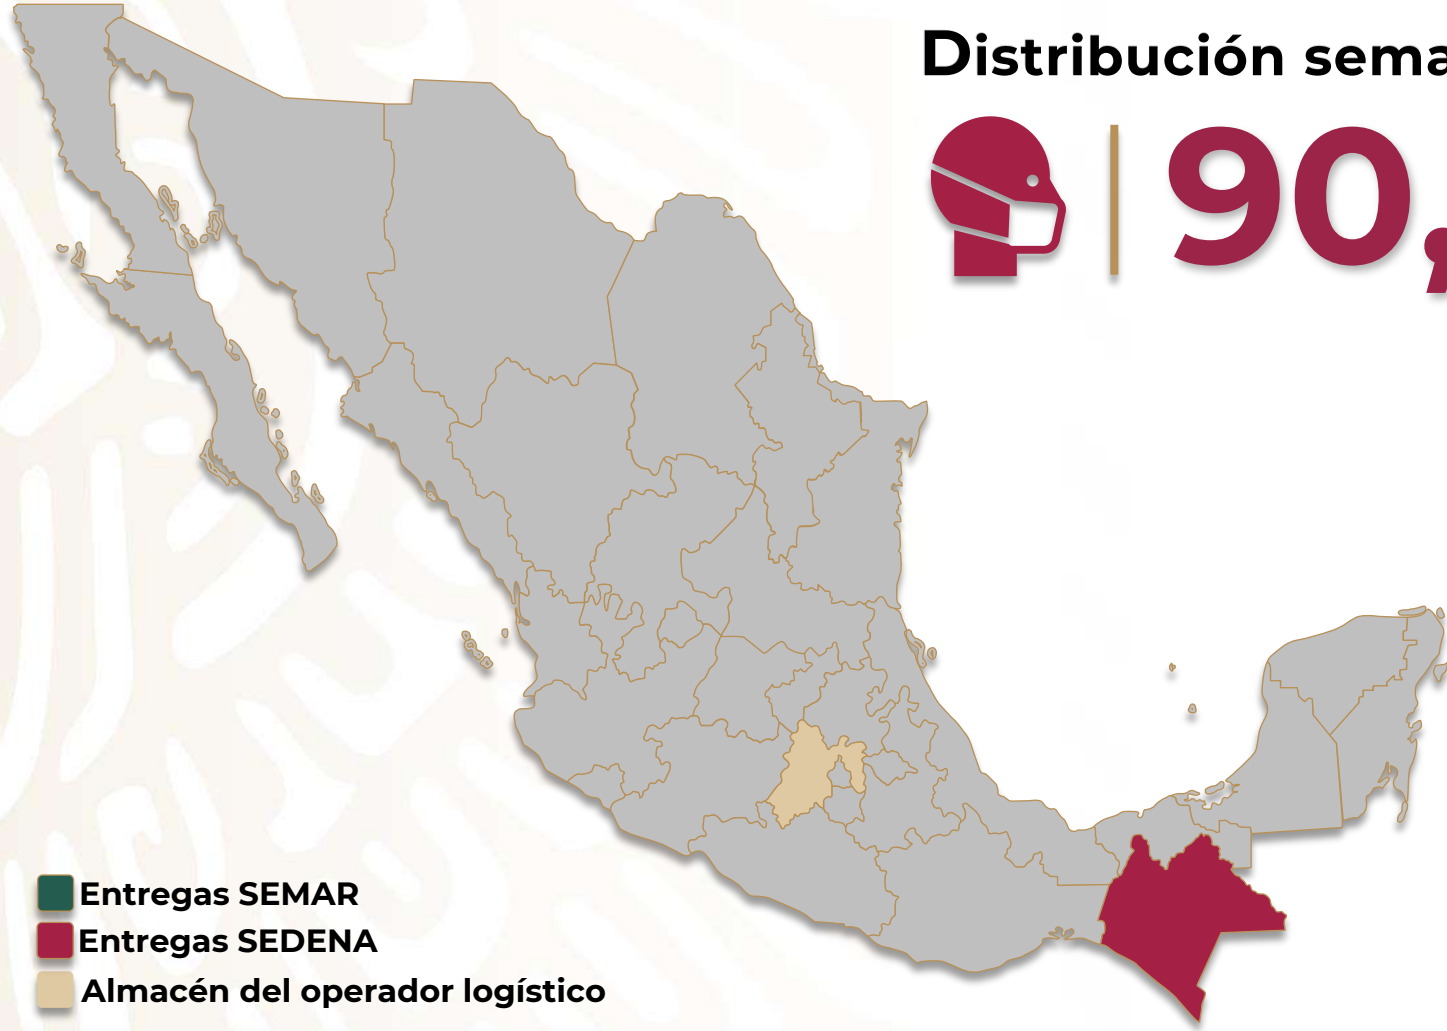 Distribución sema
90,
Entregas SEMAR
Entregas SEDENA
Almacén del operador logístico